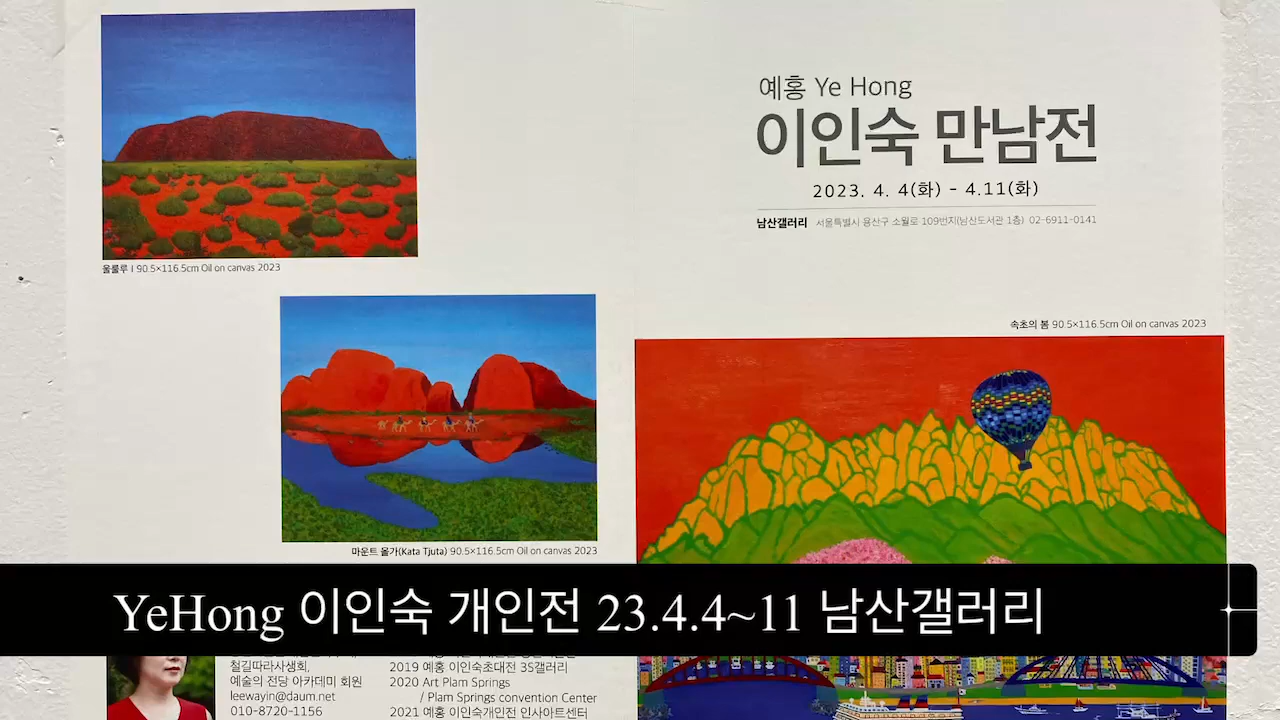 예홍 Ye Hong
이인숙 만남전
2023. 4. 4(화) - 4.11(화)
남산갤러리 서울특별시 용산구 소월로 109번지(남산도서관 1층) 02-6911-0141
울룰루 I 90.5×116.5cm Oil on canvas 2023
속초의 봄 90.5×116.5cm Oil on canvas 2023
마운트 올가(Kata Tjuta) 90.5×116.5cm Oil on canvas 2023
YeHong 이인숙 개인전 23.4.4~11 남산갤러리
철길따라사생회,
예술의 전당 아카데미 회원
leewayin@daum.net
010-8720-1156
2019 예홍 이인숙초대전 3S갤러리
2020 Art Plam Springs
/ Plam Springs convention Center
2021 예홍 이인숙개인전 인사아트센터